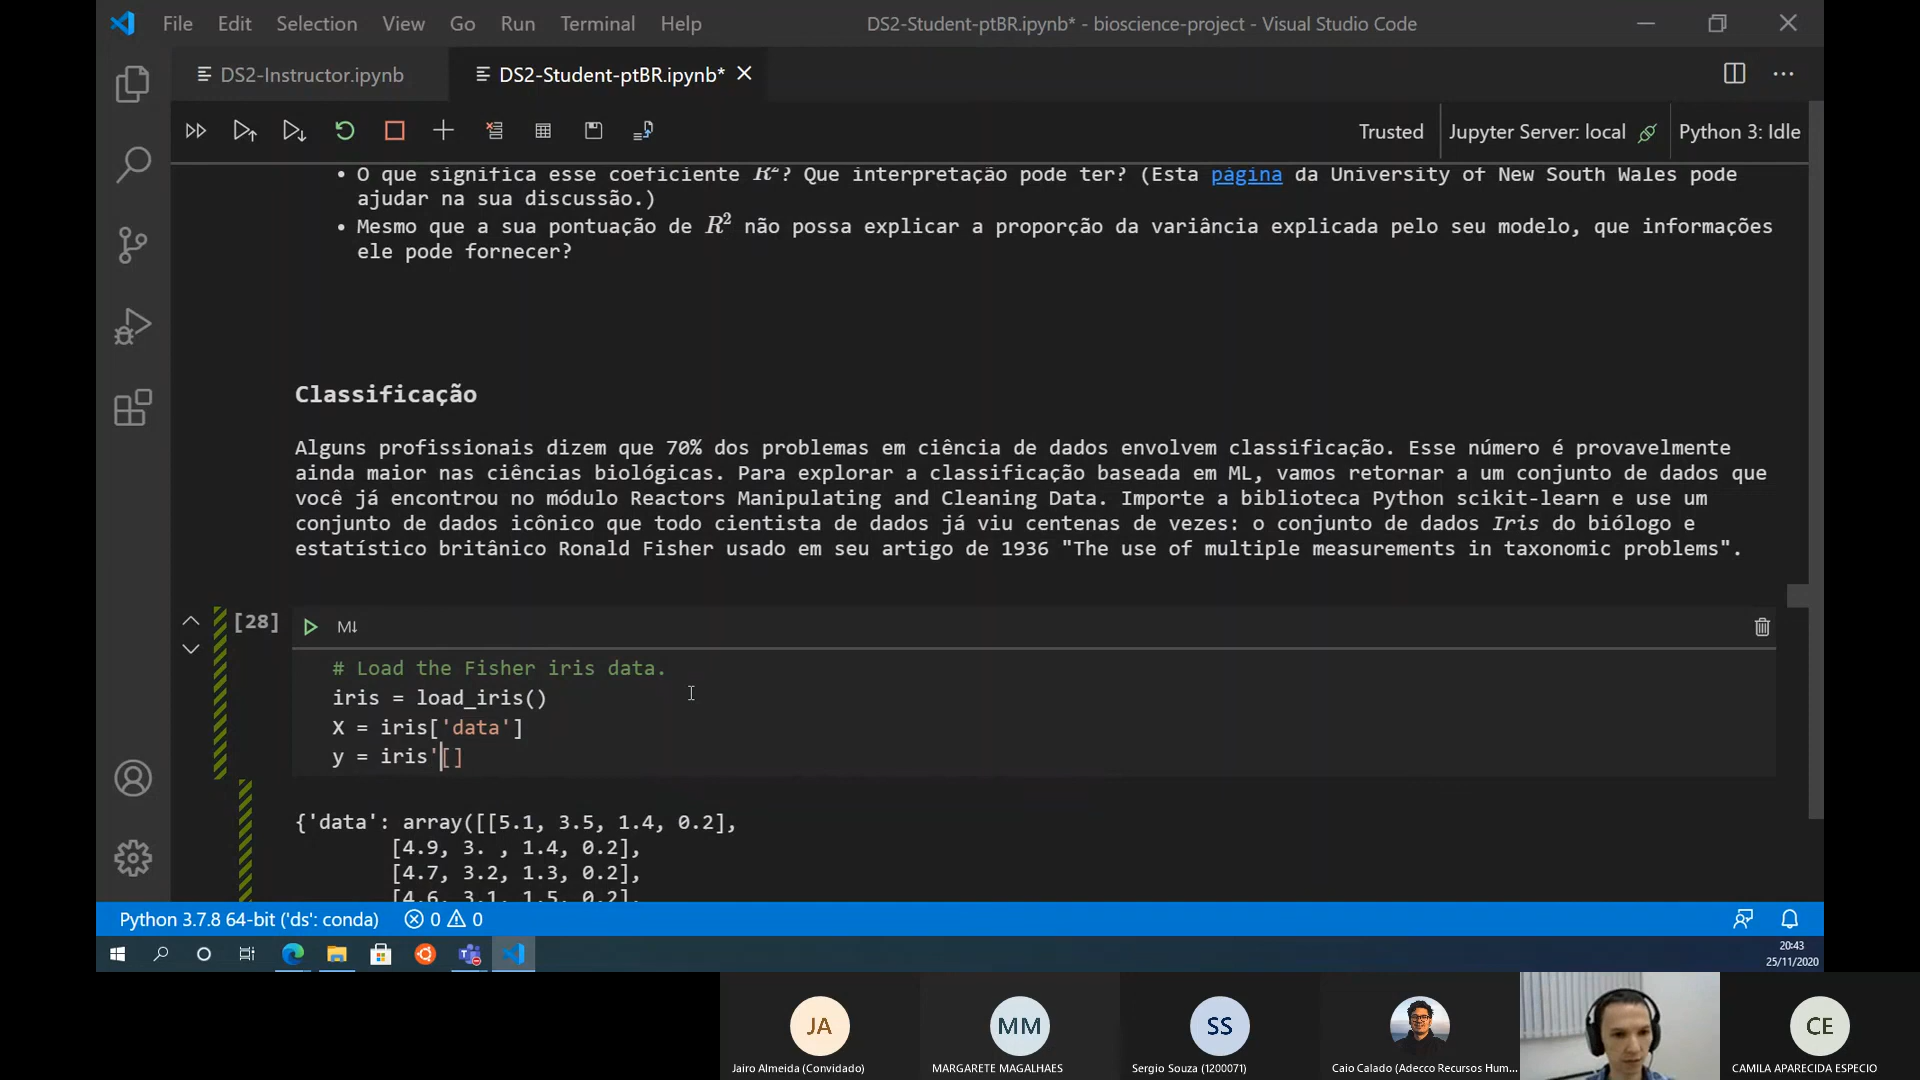 File Edit Selection View Go Run Terminal Help DS2-Student-ptBR.ipynb* - bioscience-project - Visual Studio Code
DS2-Instructor.ipynb DS2-Student-ptBR.ipynb*
Trusted Jupyter Server: local Python 3: Idle
• O que significa esse coeficiente R²? Que interpretação pode ter? (Esta página da University of New South Wales pode
ajudar na sua discussão.)
• Mesmo que a sua pontuação de R² não possa explicar a proporção da variância explicada pelo seu modelo, que informações
ele pode fornecer?
Classificação
Alguns profissionais dizem que 70% dos problemas em ciência de dados envolvem classificação. Esse número é provavelmente
ainda maior nas ciências biológicas. Para explorar a classificação baseada em ML, vamos retornar a um conjunto de dados que
você já encontrou no módulo Reactors Manipulating and Cleaning Data. Importe a biblioteca Python scikit-learn e use um
conjunto de dados icônico que todo cientista de dados já viu centenas de vezes: o conjunto de dados Iris do biólogo e
estatístico britânico Ronald Fisher usado em seu artigo de 1936 "The use of multiple measurements in taxonomic problems".
[28] M↓
# Load the Fisher iris data.
iris = load_iris()
X = iris['data']
y = iris'[]
{'data': array([[5.1, 3.5, 1.4, 0.2],
[4.9, 3. , 1.4, 0.2],
[4.7, 3.2, 1.3, 0.2],
[4.6, 3.1, 1.5, 0.2],
Python 3.7.8 64-bit ('ds': conda) 0 0
20:43
25/11/2020
JA MM SS CE
Jairo Almeida (Convidado) MARGARETE MAGALHAES Sergio Souza (1200071) Caio Calado (Adecco Recursos Hum... CAMILA APARECIDA ESPECIO